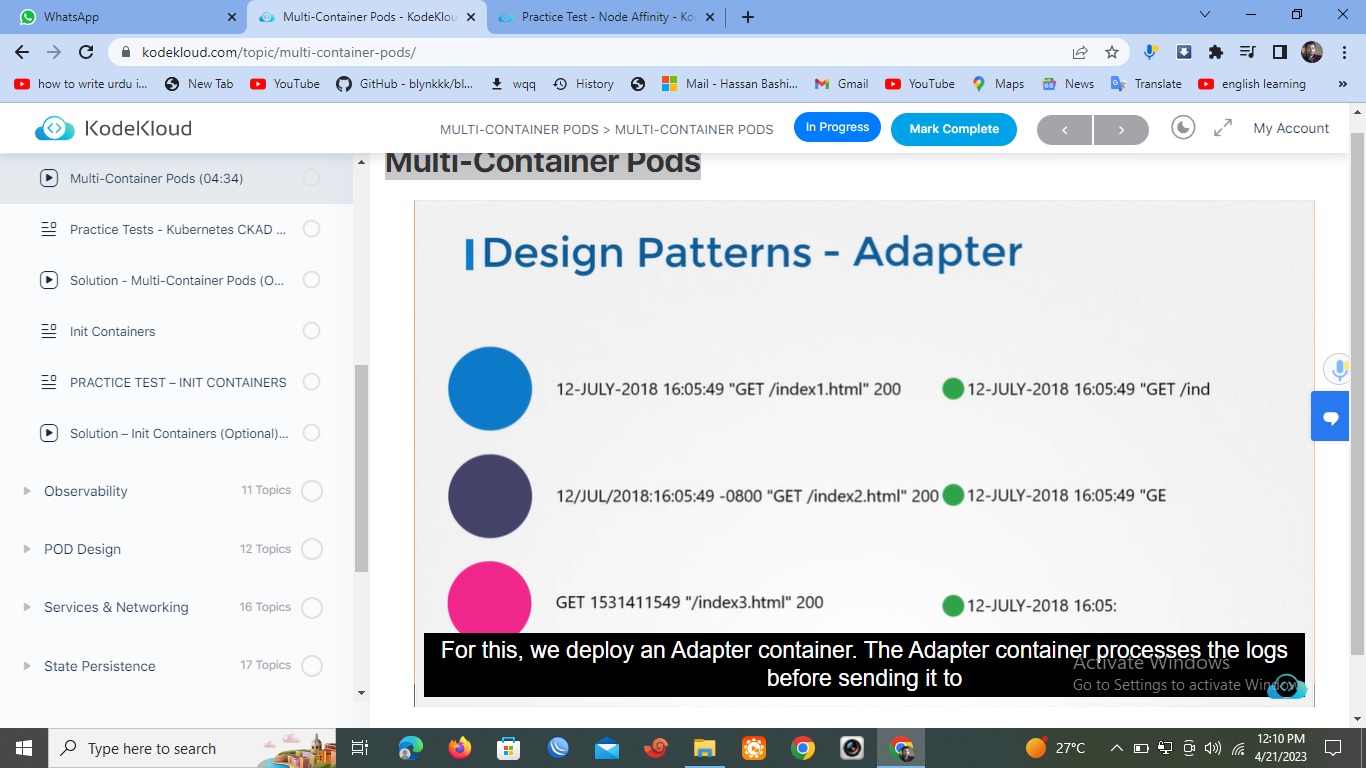 WhatsApp
Multi-Container Pods - KodeKlou
Practice Test - Node Affinity - Ko
kodekloud.com/topic/multi-container-pods/
how to write urdu i...
New Tab
YouTube
GitHub - blynkkk/bl...
wqq
History
Mail - Hassan Bashi...
Gmail
YouTube
Maps
News
Translate
english learning
»
KodeKloud
MULTI-CONTAINER PODS > MULTI-CONTAINER PODS
In Progress
Mark Complete
My Account
Multi-Container Pods (04:34)
Practice Tests - Kubernetes CKAD ...
Solution - Multi-Container Pods (O...
Init Containers
PRACTICE TEST – INIT CONTAINERS
Solution – Init Containers (Optional)...
Observability 11 Topics
POD Design 12 Topics
Services & Networking 16 Topics
State Persistence 17 Topics
Multi-Container Pods
Design Patterns - Adapter
12-JULY-2018 16:05:49 "GET /index1.html" 200
12-JULY-2018 16:05:49 "GET /ind
12/JUL/2018:16:05:49 -0800 "GET /index2.html" 200
12-JULY-2018 16:05:49 "GE
GET 1531411549 "/index3.html" 200
12-JULY-2018 16:05:
For this, we deploy an Adapter container. The Adapter container processes the logs
before sending it to
Activate Windows
Go to Settings to activate Windows.
Type here to search
27°C
12:10 PM
4/21/2023